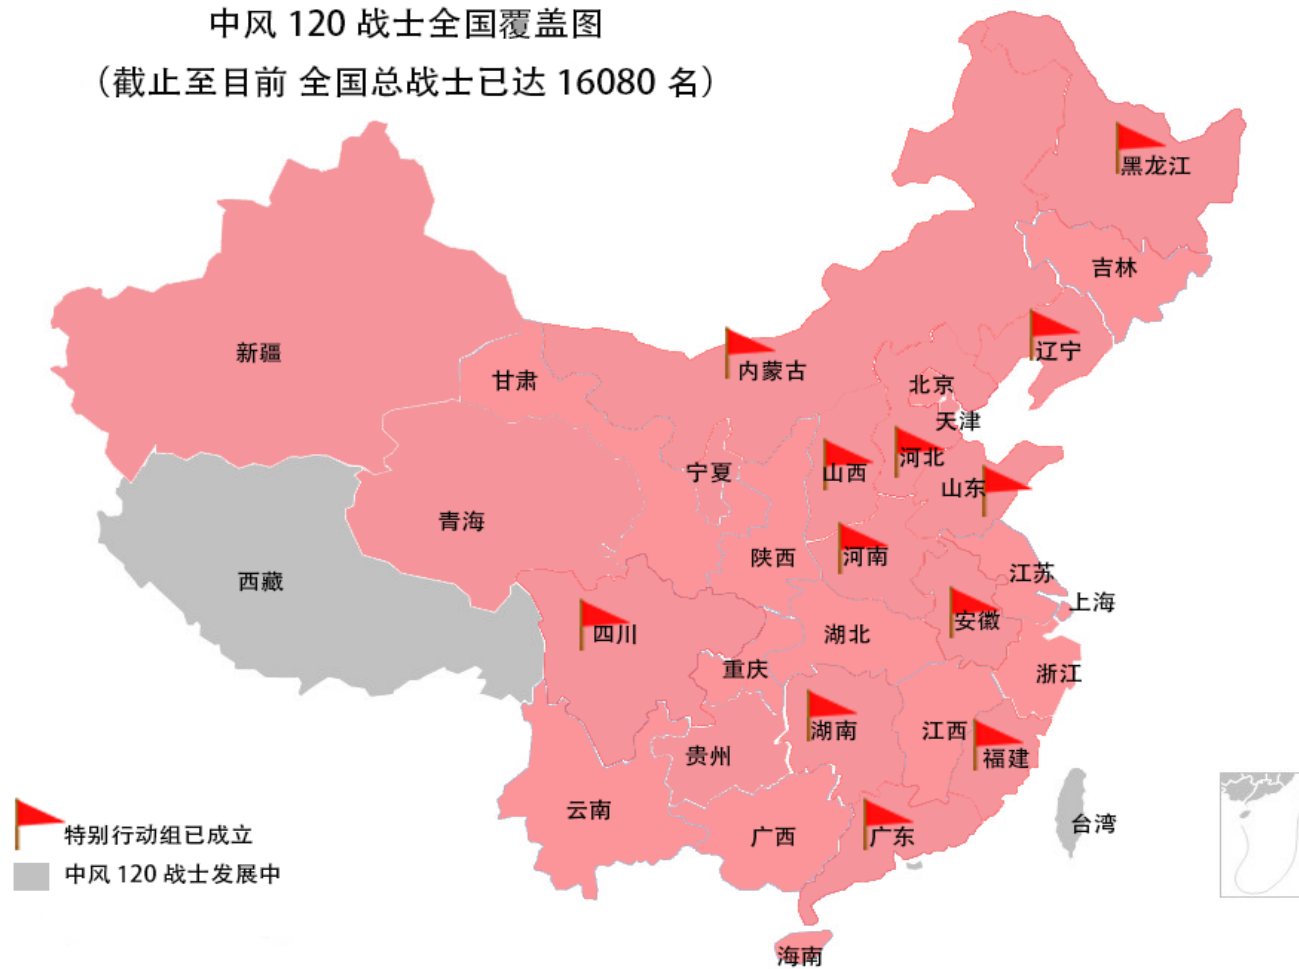 中风 120 战士全国覆盖图
（截止至目前 全国总战士已达 16080 名）
黑龙江
吉林
辽宁
新疆
内蒙古
甘肃
北京
天津
河北
宁夏
山西
山东
青海
陕西
河南
江苏
西藏
上海
安徽
四川
湖北
重庆
浙江
湖南
江西
贵州
福建
云南
台湾
特别行动组已成立
广西
广东
中风 120 战士发展中
海南